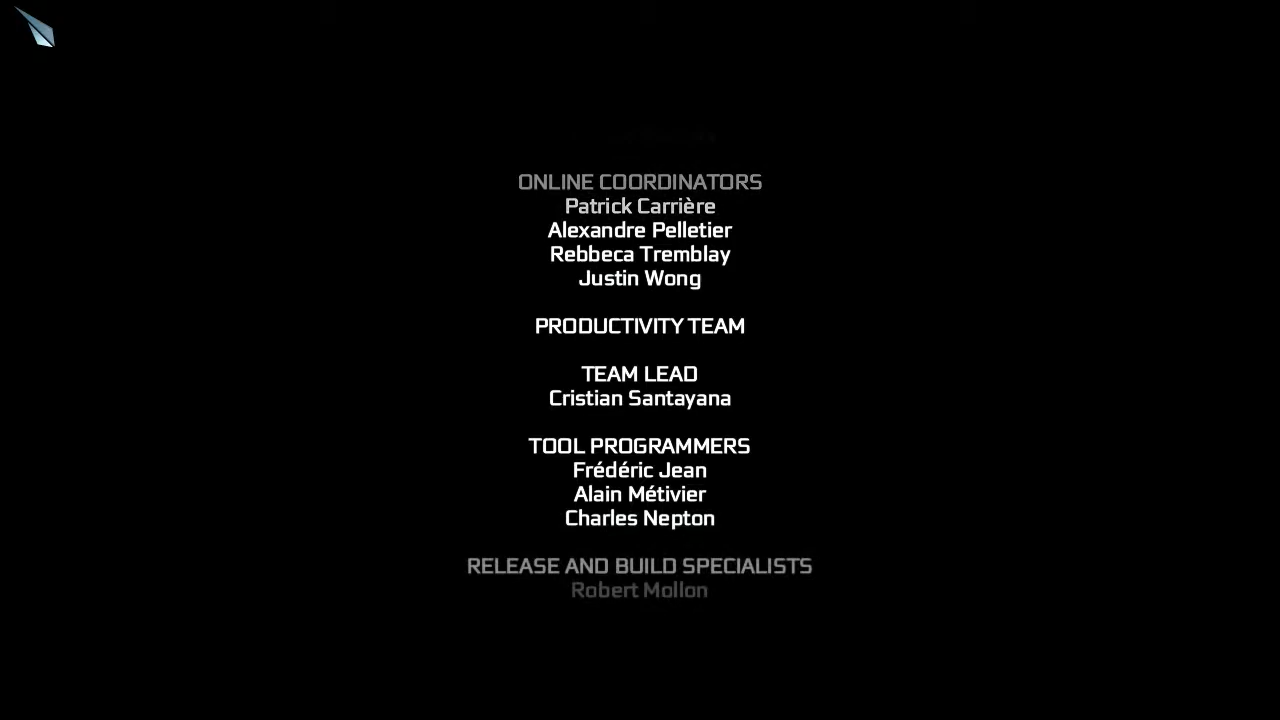 ONLINE COORDINATORS
Patrick Carrière
Alexandre Pelletier
Rebbeca Tremblay
Justin Wong
PRODUCTIVITY TEAM
TEAM LEAD
Cristian Santayana
TOOL PROGRAMMERS
Frédéric Jean
Alain Métivier
Charles Nepton
RELEASE AND BUILD SPECIALISTS
Robert Mollon